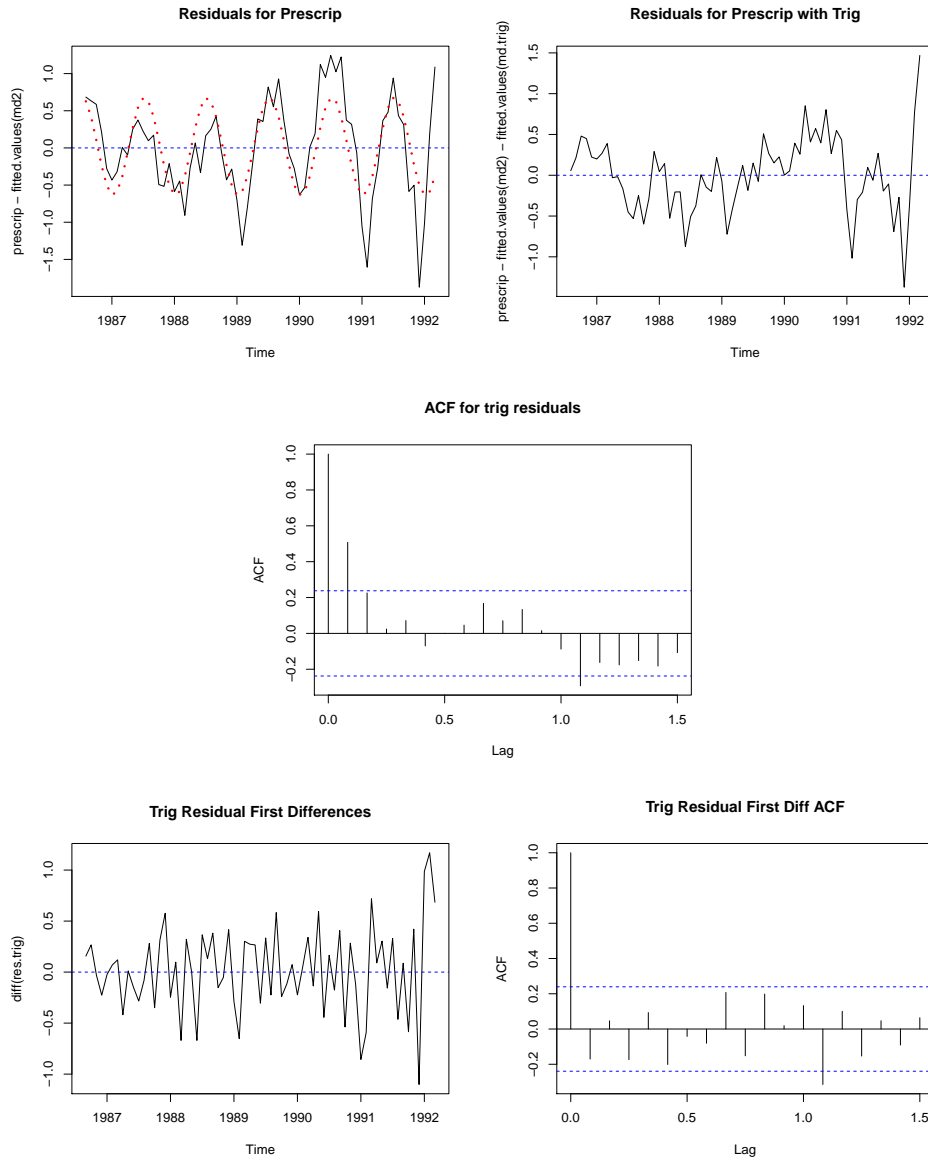 Residuals for Prescrip
prescrip − fitted.values(md2)
1.0
0.5
0.0
−0.5
−1.0
−1.5
1987 1988 1989 1990 1991 1992
Time
Residuals for Prescrip with Trig
prescrip − fitted.values(md2) − fitted.values(md.trig)
1.5
1.0
0.5
0.0
−0.5
−1.0
1987 1988 1989 1990 1991 1992
Time
ACF for trig residuals
ACF
1.0
0.8
0.6
0.4
0.2
0.0
−0.2
0.0 0.5 1.0 1.5
Lag
Trig Residual First Differences
diff(res.trig)
1.0
0.5
0.0
−0.5
−1.0
1987 1988 1989 1990 1991 1992
Time
Trig Residual First Diff ACF
ACF
1.0
0.8
0.6
0.4
0.2
0.0
−0.2
0.0 0.5 1.0 1.5
Lag